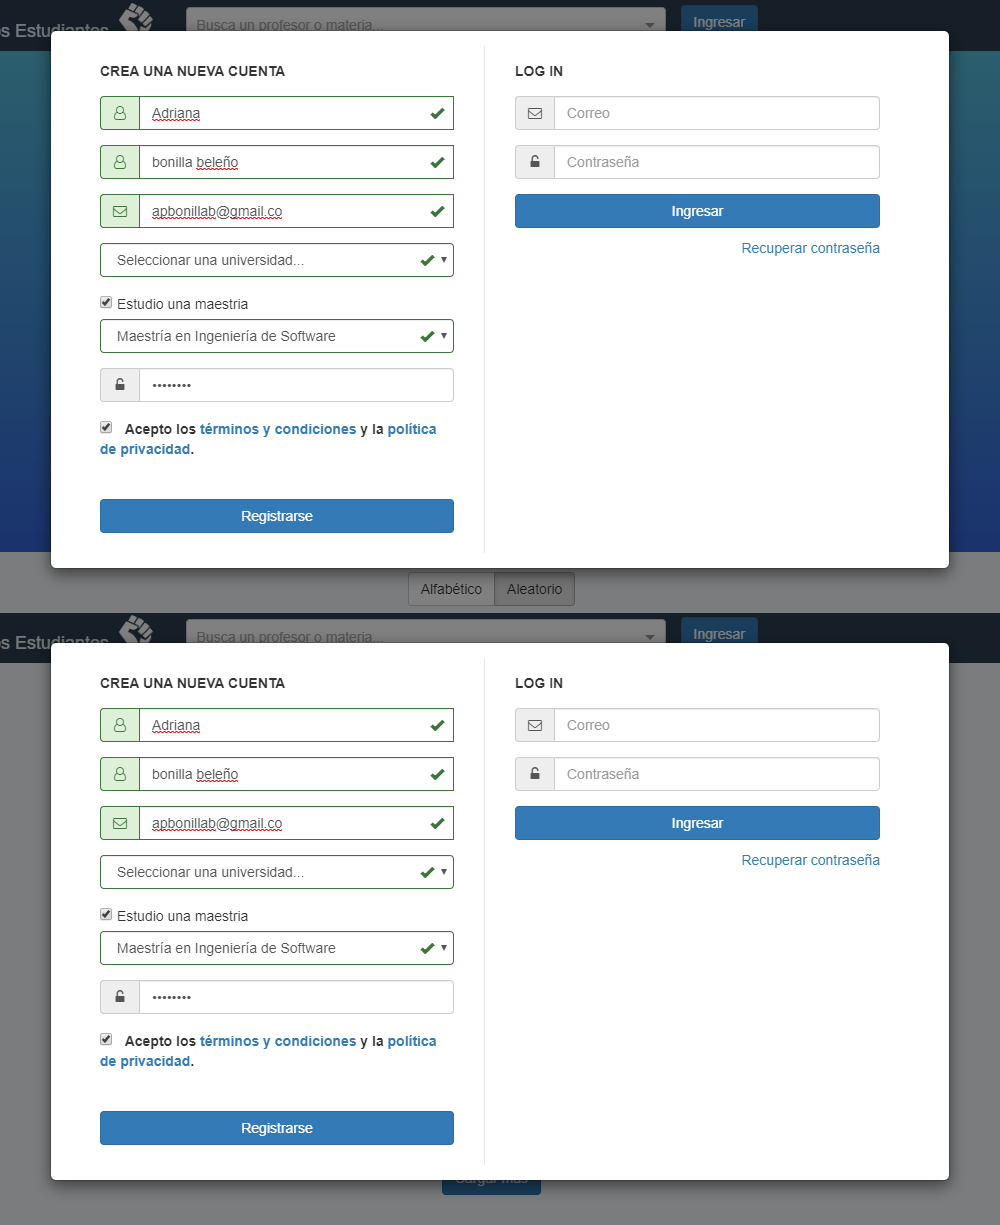 os Estudiantes
Busca un profesor o materia...
Ingresar
CREA UNA NUEVA CUENTA
Adriana
bonilla beleño
apbonillab@gmail.co
Seleccionar una universidad...
Estudio una maestria
Maestría en Ingeniería de Software
••••••••
Acepto los términos y condiciones y la política
de privacidad.
Registrarse
LOG IN
Correo
Contraseña
Ingresar
Recuperar contraseña
Alfabético
Aleatorio
os Estudiantes
Busca un profesor o materia...
Ingresar
CREA UNA NUEVA CUENTA
Adriana
bonilla beleño
apbonillab@gmail.co
Seleccionar una universidad...
Estudio una maestria
Maestría en Ingeniería de Software
••••••••
Acepto los términos y condiciones y la política
de privacidad.
Registrarse
LOG IN
Correo
Contraseña
Ingresar
Recuperar contraseña
Cargar más